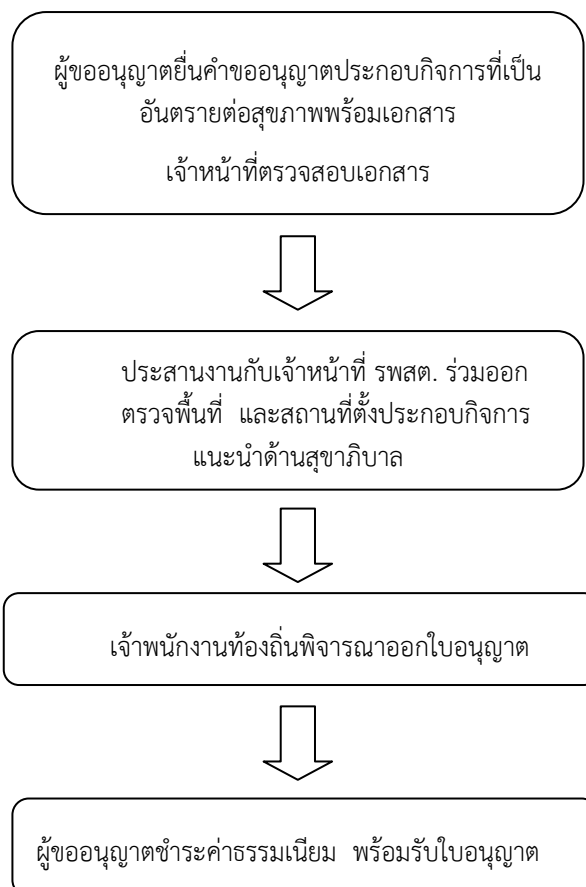 ผู้ขออนุญาตยื่นคำขออนุญาตประกอบกิจการที่เป็น
อันตรายต่อสุขภาพพร้อมเอกสาร
เจ้าหน้าที่ตรวจสอบเอกสาร
ประสานงานกับเจ้าหน้าที่ รพสต. ร่วมออก
ตรวจพื้นที่ และสถานที่ตั้งประกอบกิจการ
แนะนำด้านสุขาภิบาล
เจ้าพนักงานท้องถิ่นพิจารณาออกใบอนุญาต
ผู้ขออนุญาตชำระค่าธรรมเนียม พร้อมรับใบอนุญาต